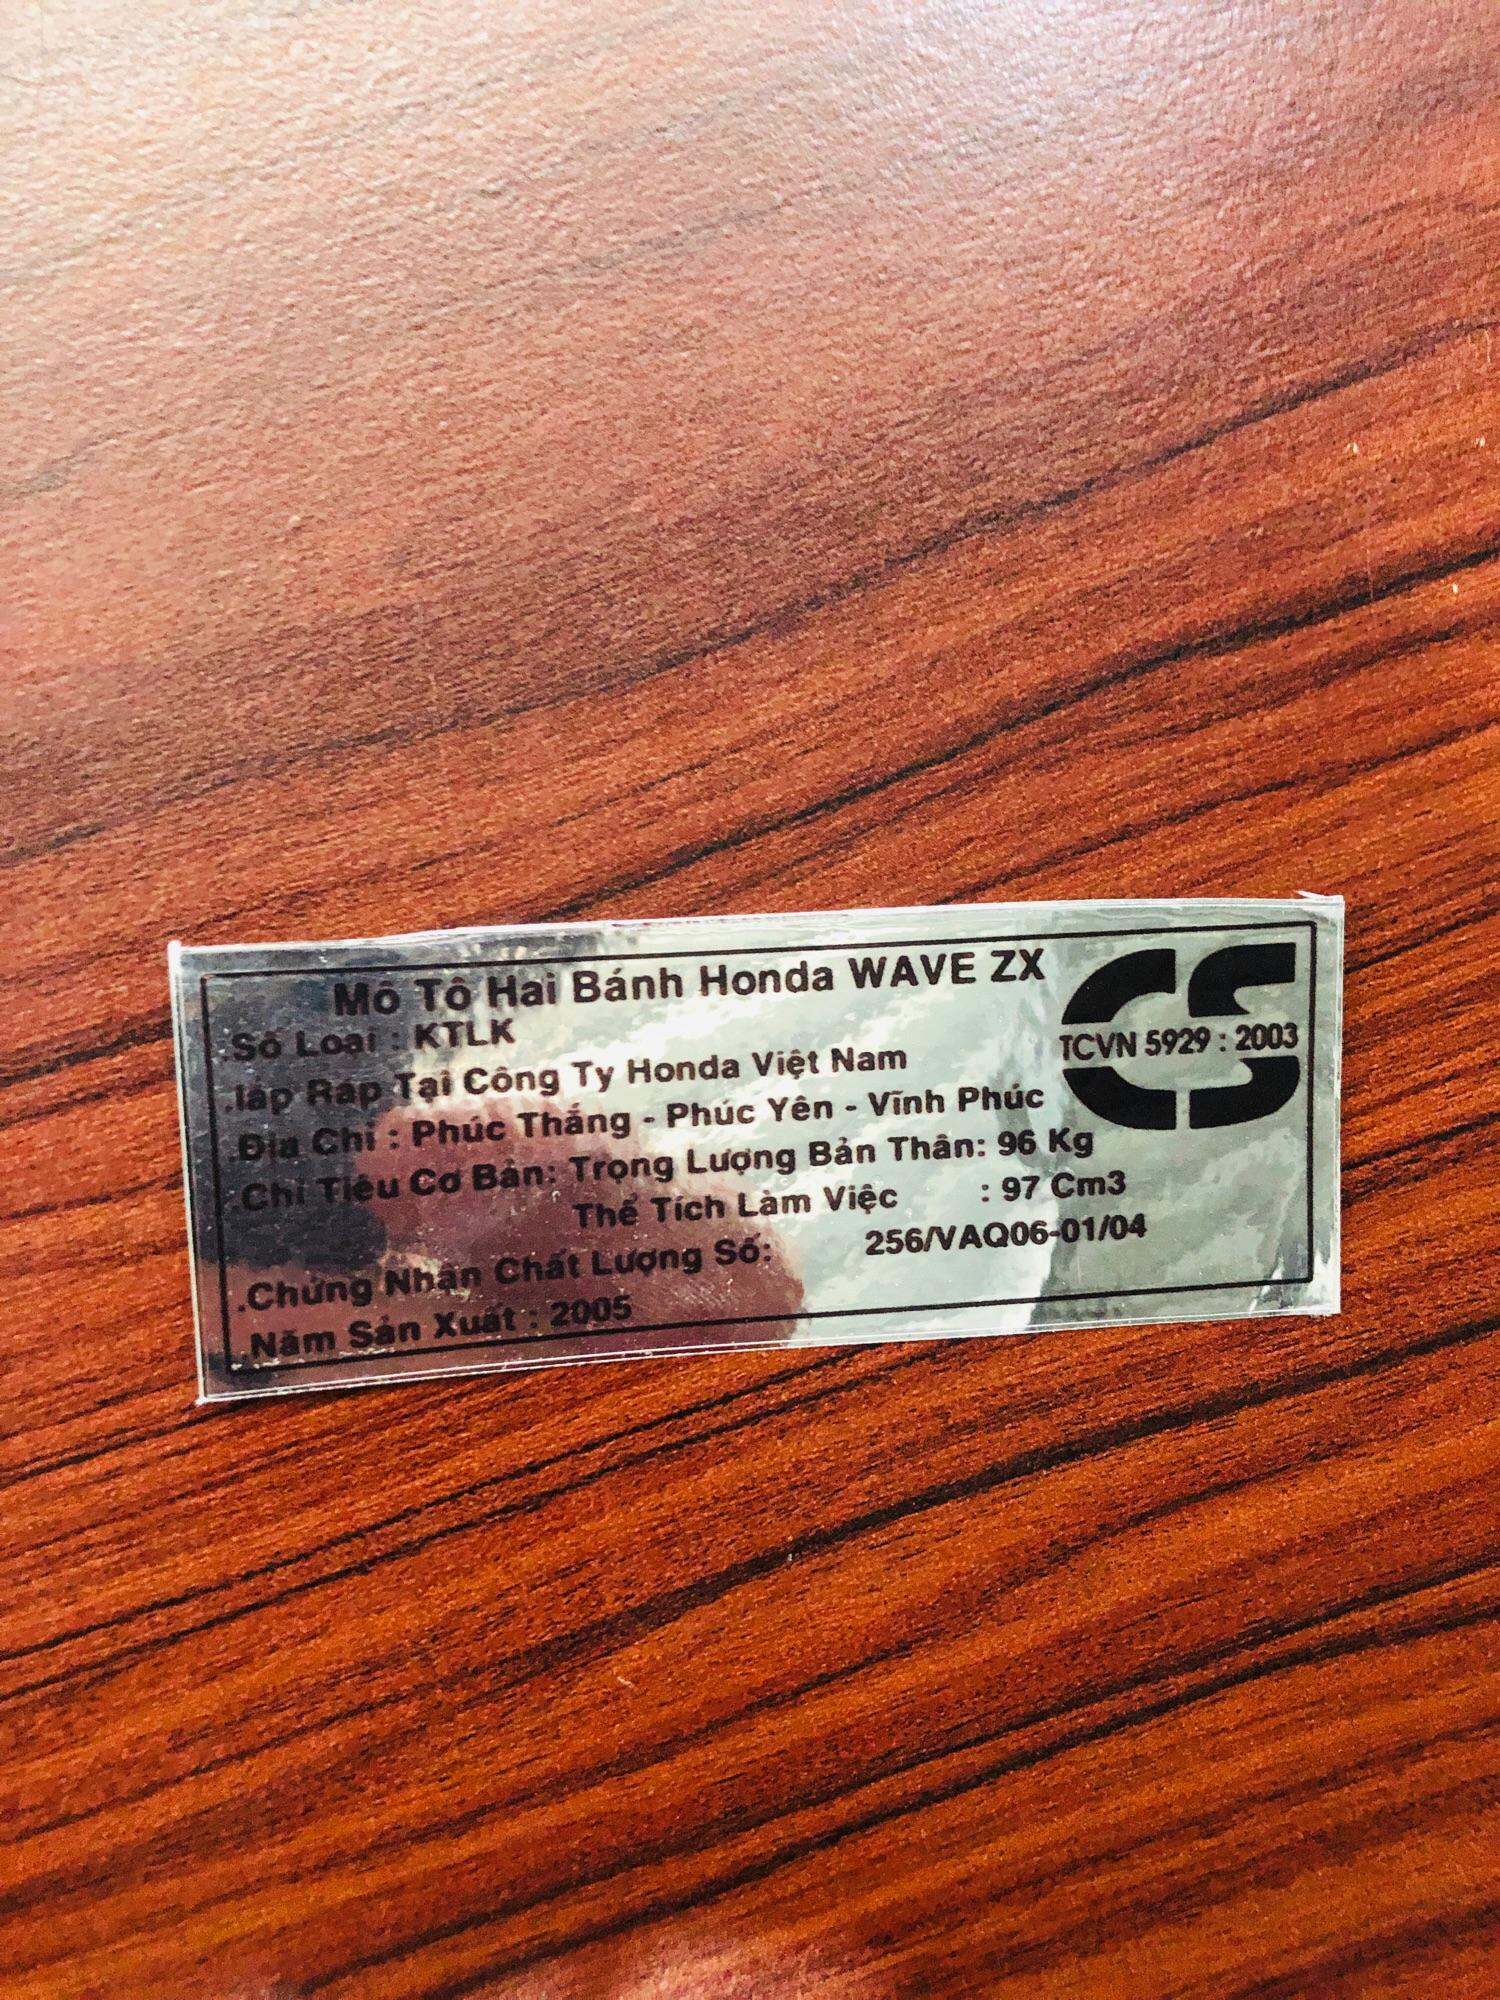 Mô Tô Hai Bánh Honda WAVE ZX
CS
TCVN 5929 : 2003
.Số Loại : KTLK
.lắp Ráp Tại Công Ty Honda Việt Nam
.Địa Chỉ : Phúc Thắng - Phúc Yên - Vĩnh Phúc
.Chỉ Tiêu Cơ Bản: Trọng Lượng Bản Thân: 96 Kg
Thể Tích Làm Việc : 97 Cm3
.Chứng Nhận Chất Lượng Số: 256/VAQ06-01/04
.Năm Sản Xuất : 2005